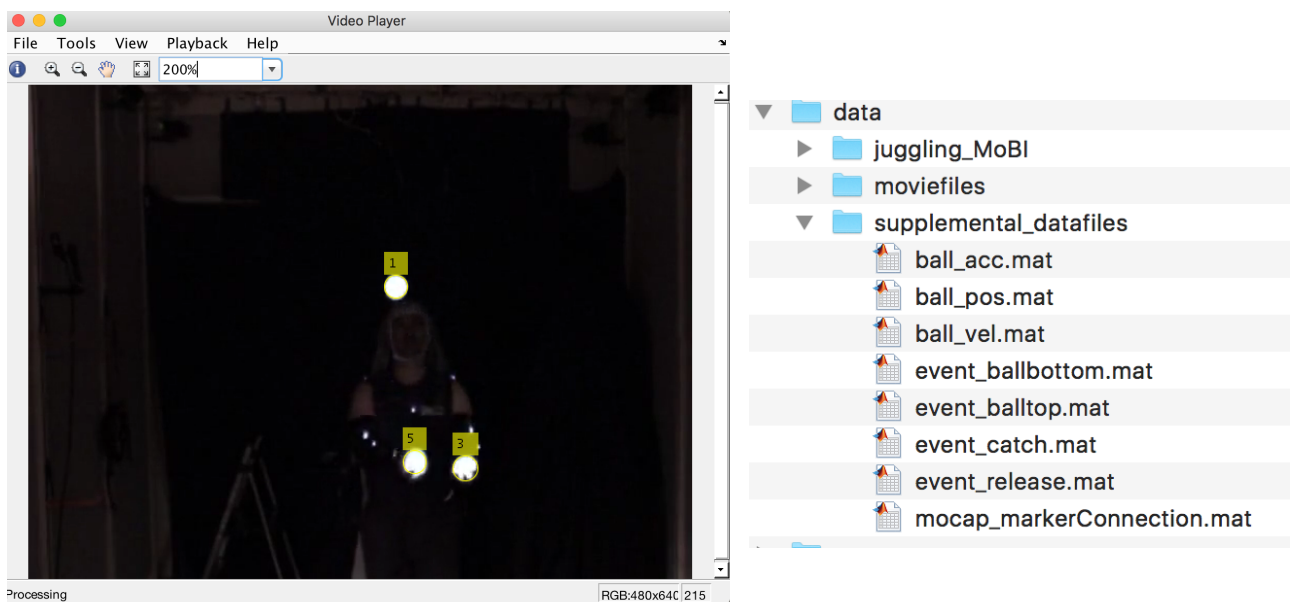 Video Player
File Tools View Playback Help
200%
1
5
3
Processing
RGB:480x640 215
data
juggling_MoBI
moviefiles
supplemental_datafiles
ball_acc.mat
ball_pos.mat
ball_vel.mat
event_ballbottom.mat
event_balltop.mat
event_catch.mat
event_release.mat
mocap_markerConnection.mat